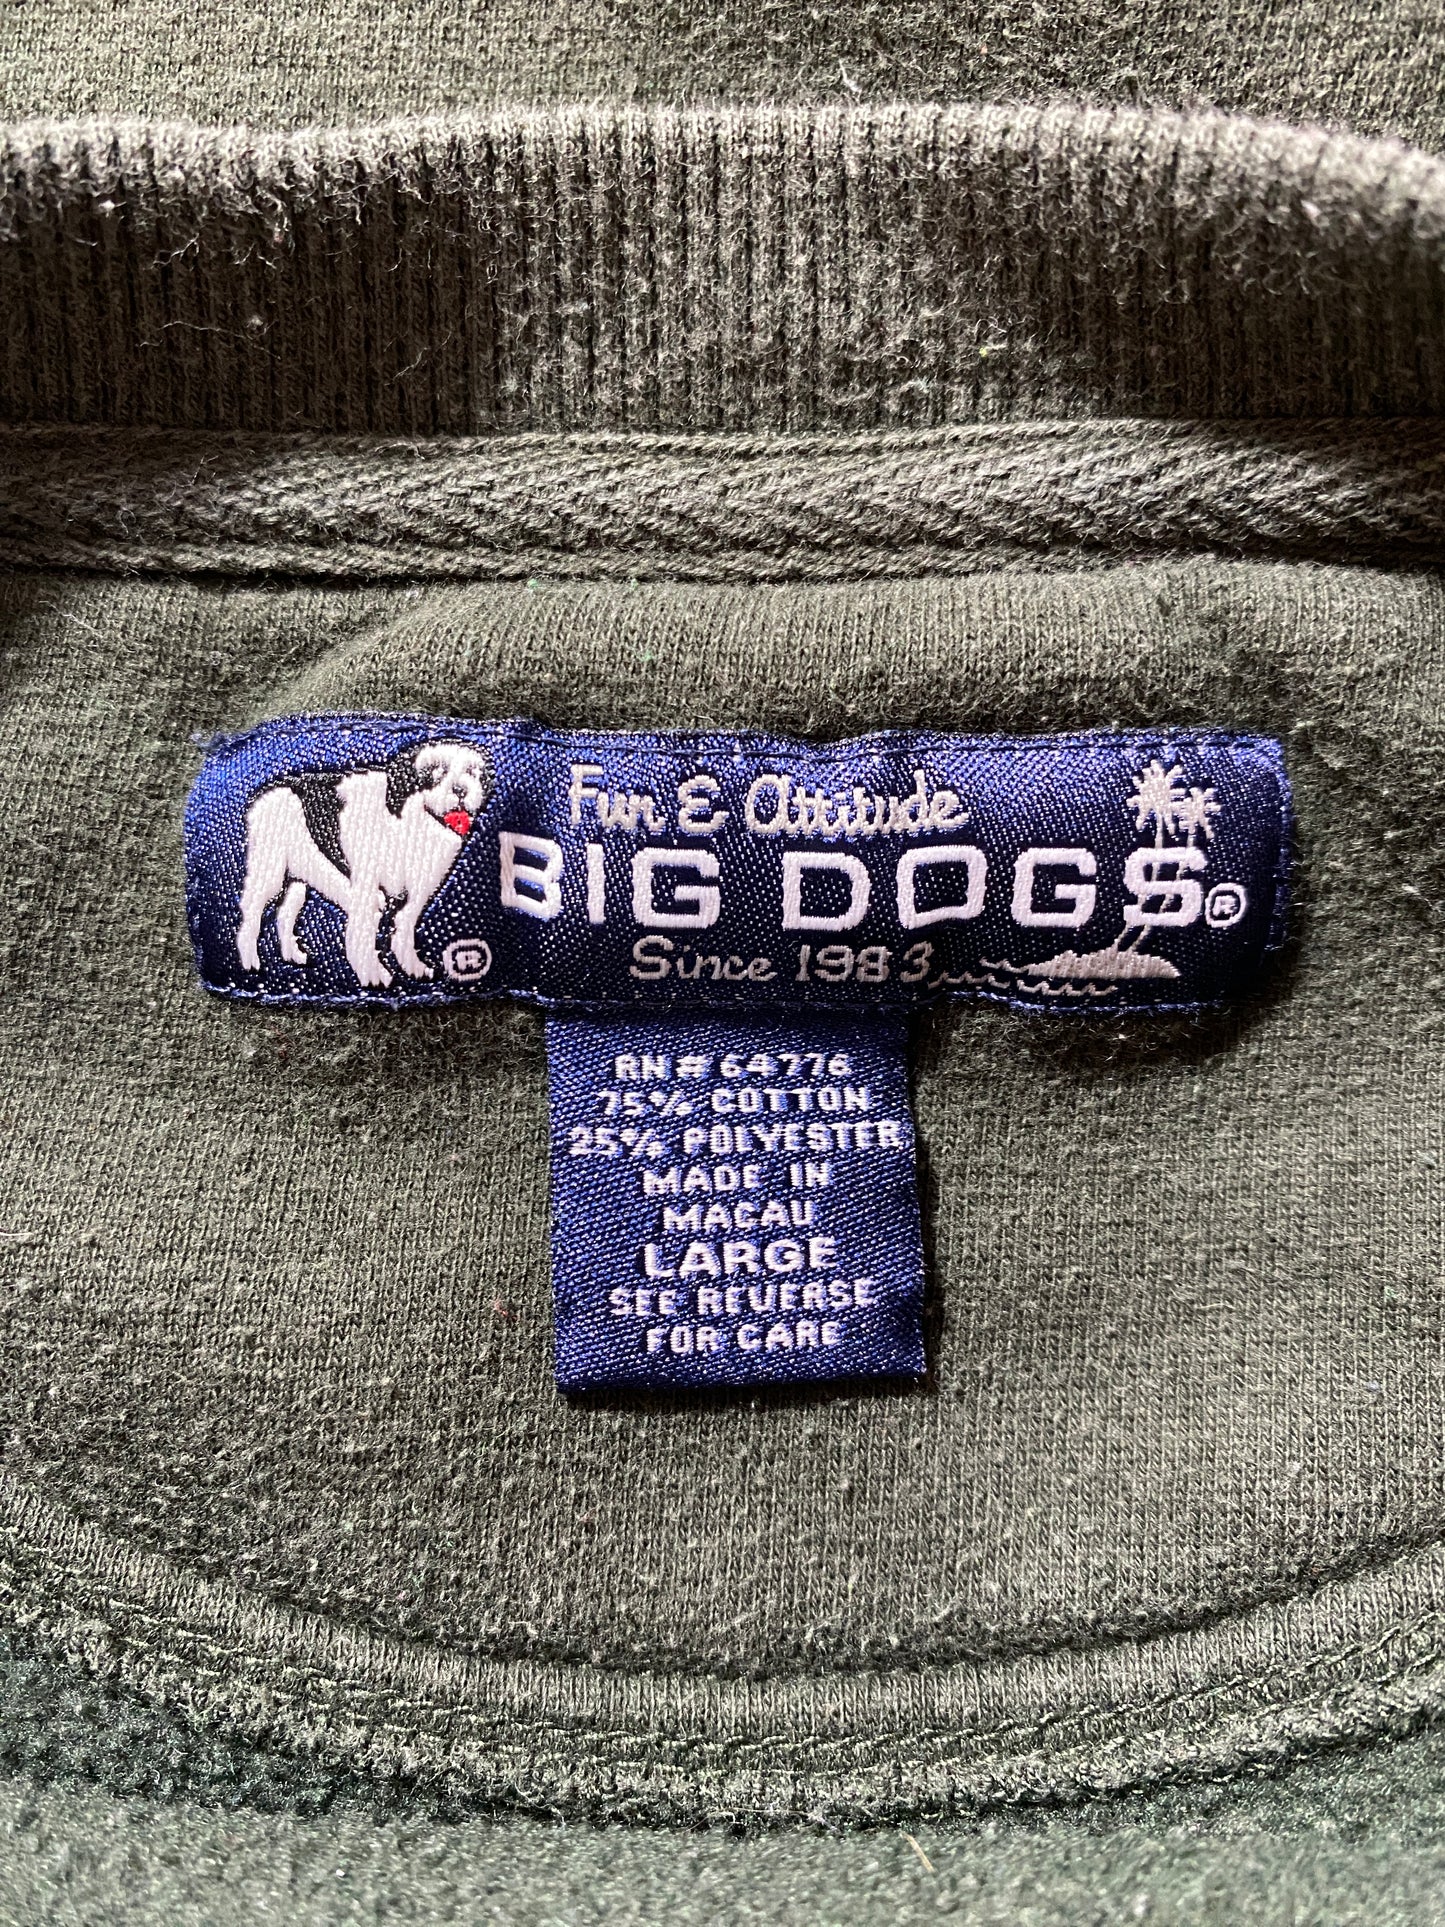 Fun & Attitude
BIG DOGS®
Since 1983
®
RN # 64776
75% COTTON
25% POLYESTER
MADE IN
MACAU
LARGE
SEE REVERSE
FOR CARE